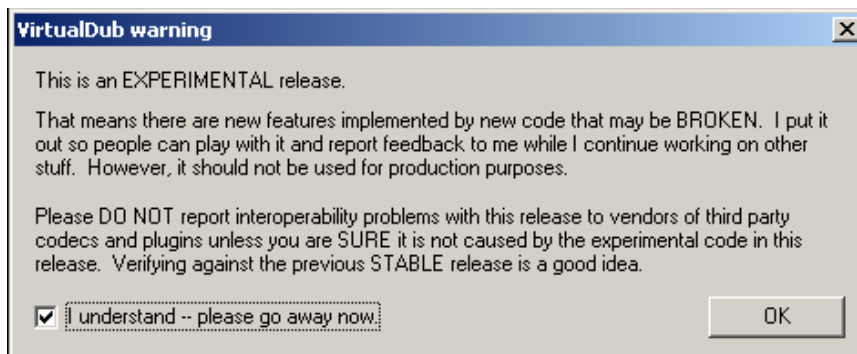 VirtualDub warning
This is an EXPERIMENTAL release.
That means there are new features implemented by new code that may be BROKEN.  I put it
out so people can play with it and report feedback to me while I continue working on other
stuff.  However, it should not be used for production purposes.
Please DO NOT report interoperability problems with this release to vendors of third party
codecs and plugins unless you are SURE it is not caused by the experimental code in this
release.  Verifying against the previous STABLE release is a good idea.
I understand -- please go away now.
OK